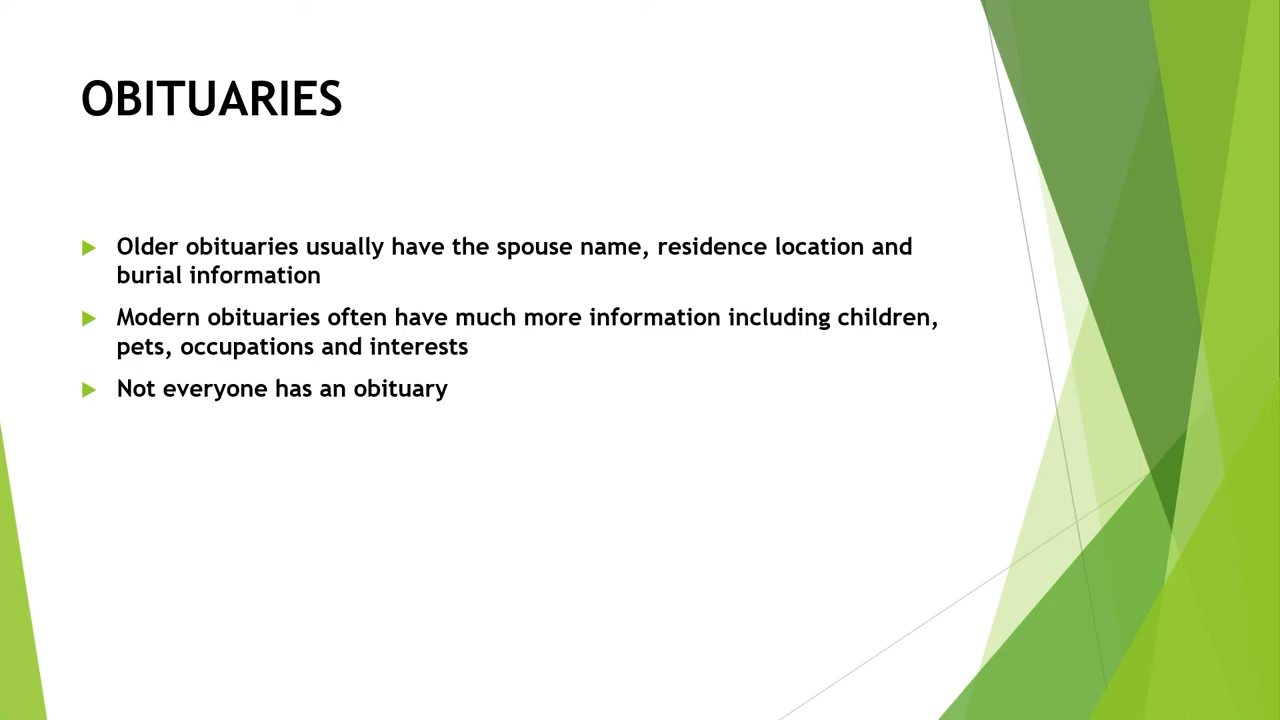 OBITUARIES
Older obituaries usually have the spouse name, residence location and
burial information
Modern obituaries often have much more information including children,
pets, occupations and interests
Not everyone has an obituary